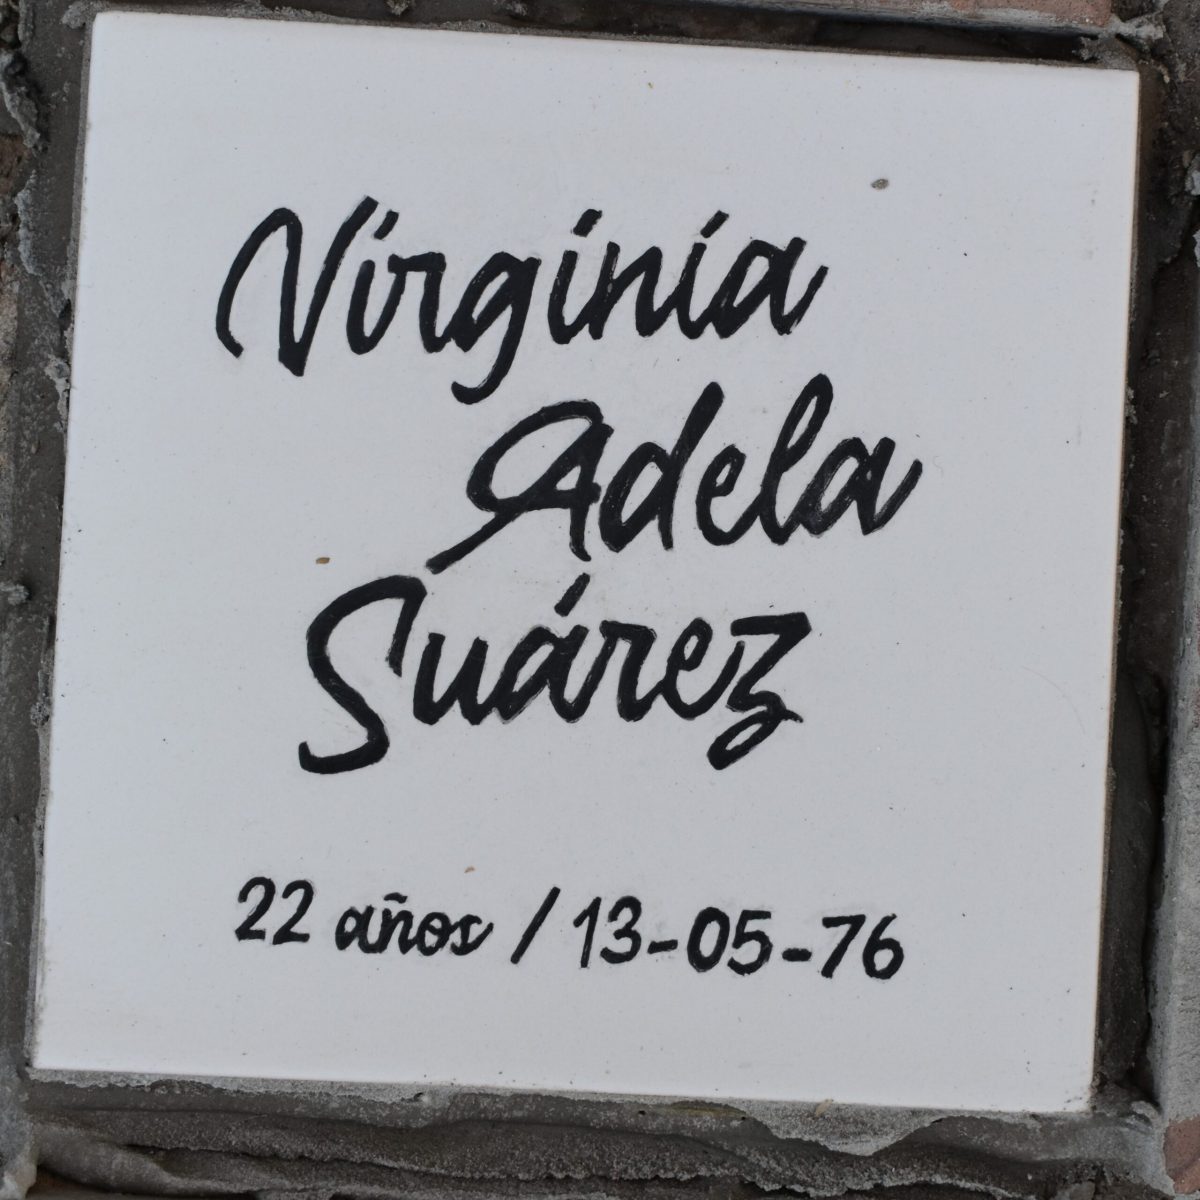 Virginia
Adela
Suárez
22 años / 13-05-76